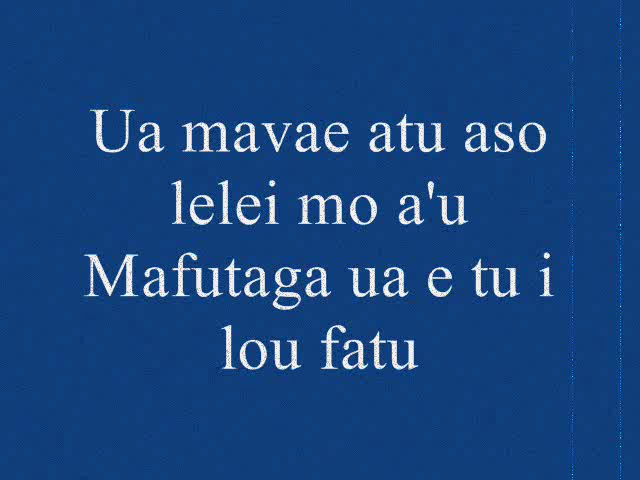 Ua mavae atu aso
lelei mo a'u
Mafutaga ua e tu i
lou fatu